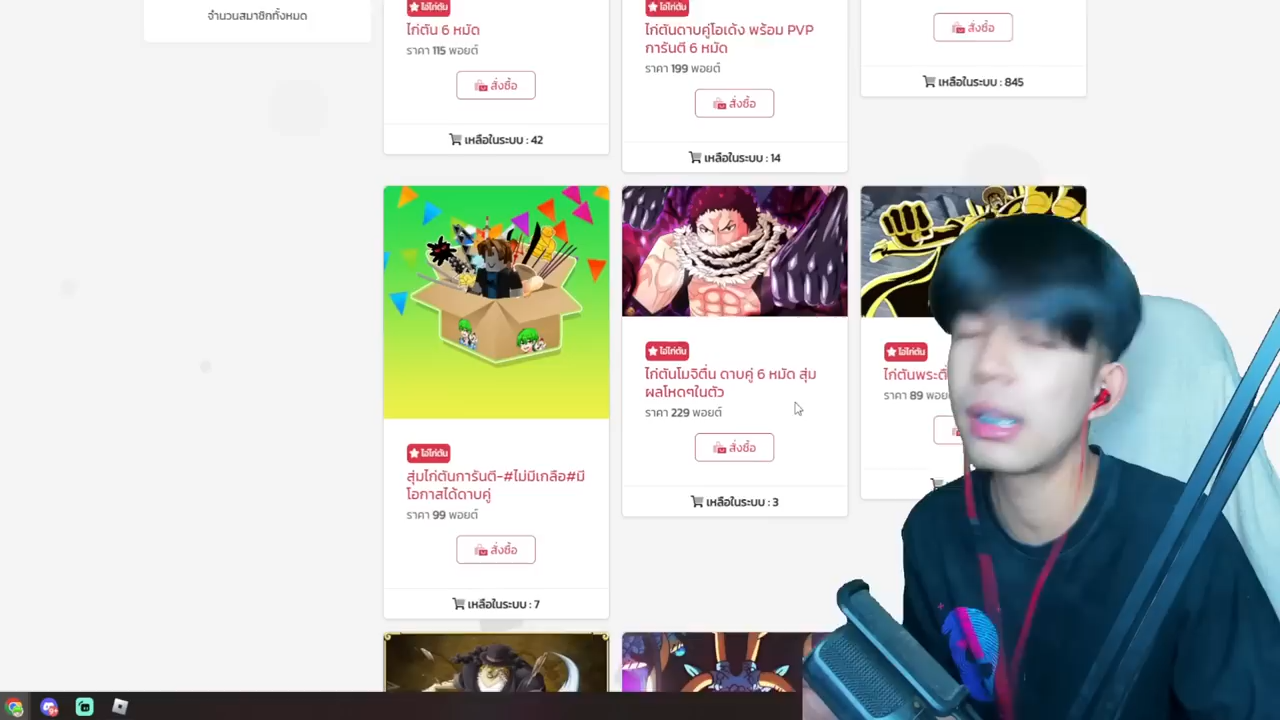 จำนวนสมาชิกทั้งหมด
ไอ่ไก่ตัน
ไก่ตัน 6 หมัด
ราคา 115 พอยต์
สั่งซื้อ
เหลือในระบบ : 42
ไอ่ไก่ตัน
ไก่ตันดาบคู่โอเด้ง พร้อม PVP
การันตี 6 หมัด
ราคา 199 พอยต์
สั่งซื้อ
เหลือในระบบ : 14
สั่งซื้อ
เหลือในระบบ : 845
ไอ่ไก่ตัน
สุ่มไก่ตันการันตี-#ไม่มีเกลือ#มี
โอกาสได้ดาบคู่
ราคา 99 พอยต์
สั่งซื้อ
เหลือในระบบ : 7
ไอ่ไก่ตัน
ไก่ตันโมจิตื่น ดาบคู่ 6 หมัด สุ่ม
ผลโหดๆในตัว
ราคา 229 พอยต์
สั่งซื้อ
เหลือในระบบ : 3
ไอ่ไก่ตัน
ไก่ตันพระ
ราคา 89